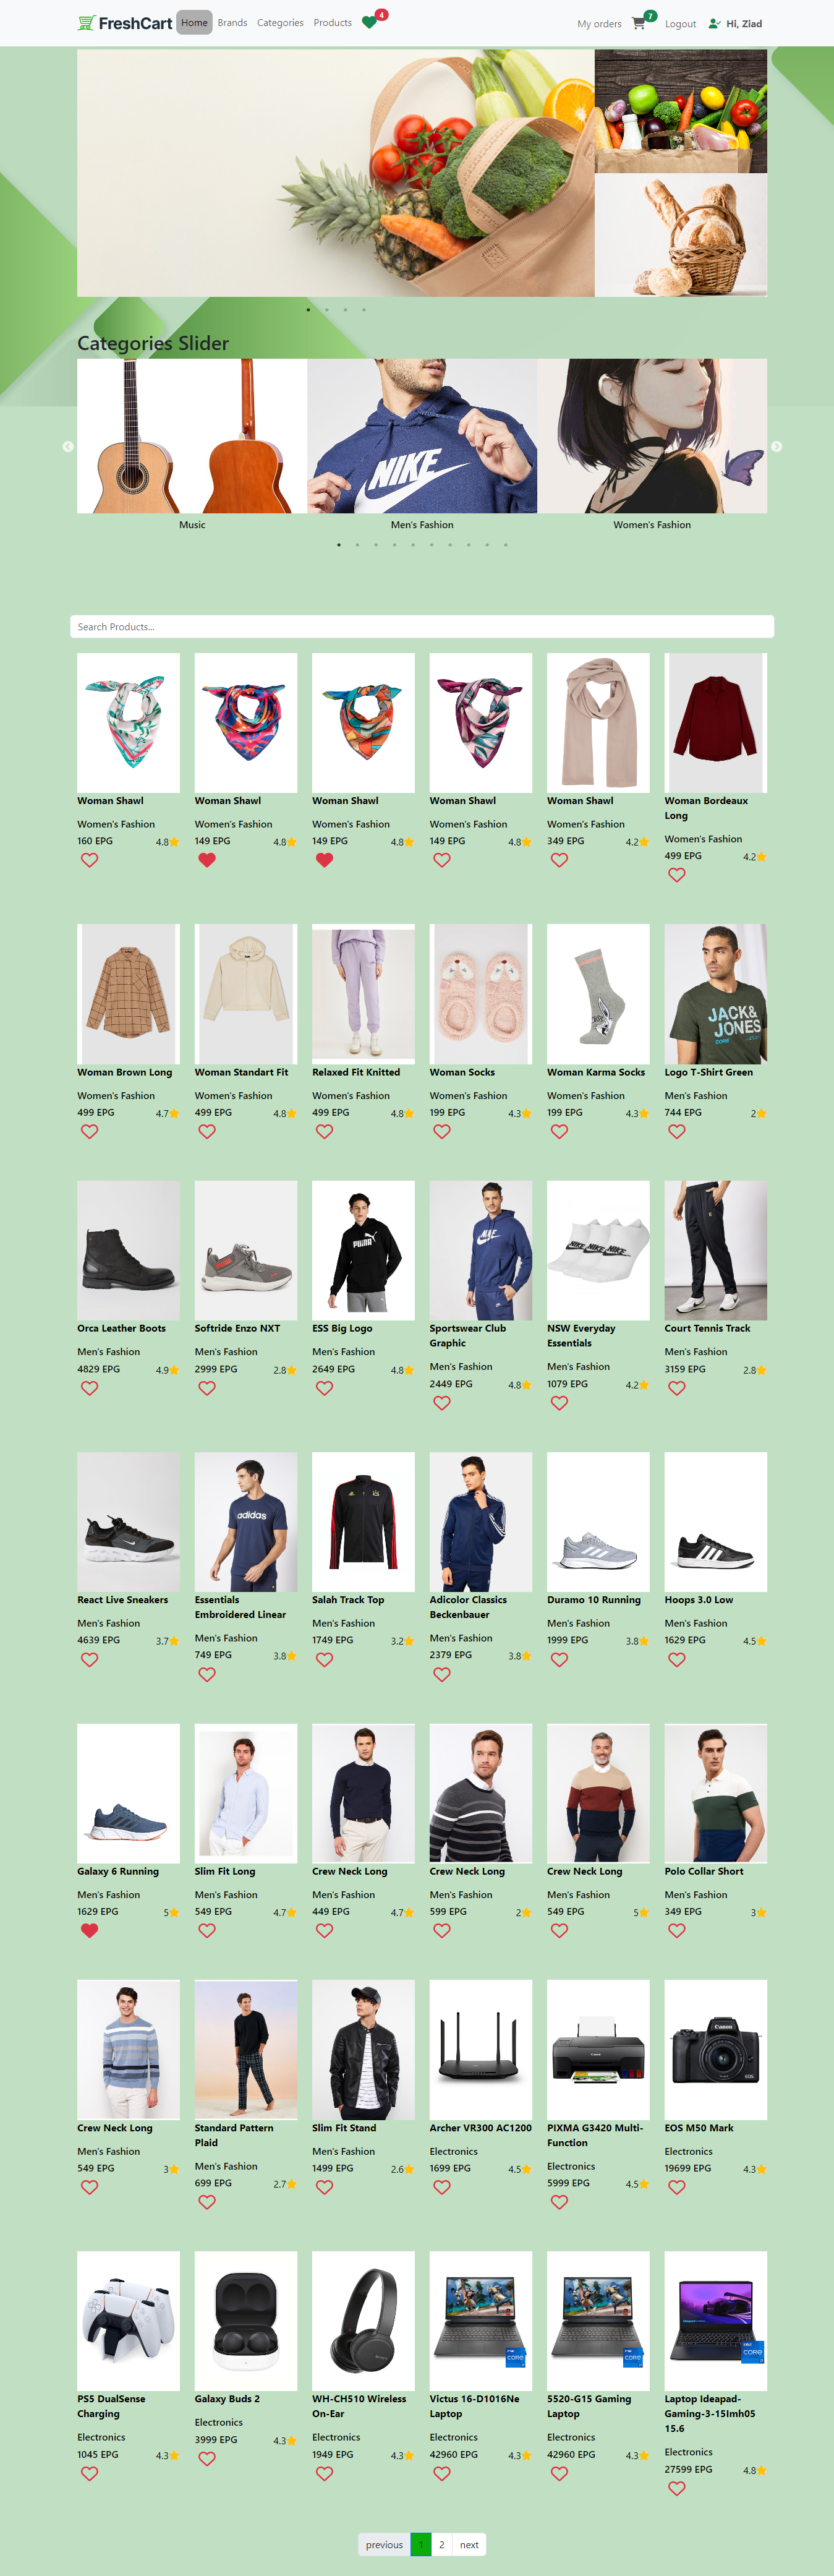 FreshCart Home Brands Categories Products 4 My orders 7 Logout Hi, Ziad
Categories Slider
NIKE
Music Men's Fashion Women's Fashion
Search Products...
Woman Shawl Woman Shawl Woman Shawl Woman Shawl Woman Shawl Woman Bordeaux
Long
Women's Fashion Women's Fashion Women's Fashion Women's Fashion Women's Fashion Women's Fashion
160 EPG 4.8 149 EPG 4.8 149 EPG 4.8 149 EPG 4.8 349 EPG 4.2 499 EPG 4.2
JACK&
JONES
Woman Brown Long Woman Standart Fit Relaxed Fit Knitted Woman Socks Woman Karma Socks Logo T-Shirt Green
Women's Fashion Women's Fashion Women's Fashion Women's Fashion Women's Fashion Men's Fashion
499 EPG 4.7 499 EPG 4.8 499 EPG 4.8 199 EPG 4.3 199 EPG 4.3 744 EPG 2
PUMA NIKE NIKE NIKE NIKE
Orca Leather Boots Softride Enzo NXT ESS Big Logo Sportswear Club
Graphic NSW Everyday
Essentials Court Tennis Track
Men's Fashion Men's Fashion Men's Fashion Men's Fashion Men's Fashion Men's Fashion
4829 EPG 4.9 2999 EPG 2.8 2649 EPG 4.8 2449 EPG 4.8 1079 EPG 4.2 3159 EPG 2.8
adidas
React Live Sneakers Essentials
Embroidered Linear Salah Track Top Adicolor Classics
Beckenbauer Duramo 10 Running Hoops 3.0 Low
Men's Fashion Men's Fashion Men's Fashion Men's Fashion Men's Fashion Men's Fashion
4639 EPG 3.7 749 EPG 3.8 1749 EPG 3.2 2379 EPG 3.8 1999 EPG 3.8 1629 EPG 4.5
Galaxy 6 Running Slim Fit Long Crew Neck Long Crew Neck Long Crew Neck Long Polo Collar Short
Men's Fashion Men's Fashion Men's Fashion Men's Fashion Men's Fashion Men's Fashion
1629 EPG 5 549 EPG 4.7 449 EPG 4.7 599 EPG 2 549 EPG 5 349 EPG 3
Canon
EOS
Crew Neck Long Standard Pattern
Plaid Slim Fit Stand Archer VR300 AC1200 PIXMA G3420 Multi-
Function EOS M50 Mark
Men's Fashion Men's Fashion Men's Fashion Electronics Electronics Electronics
549 EPG 3 699 EPG 2.7 1499 EPG 2.6 1699 EPG 4.5 5999 EPG 4.5 19699 EPG 4.3
CORE CORE CORE
PS5 DualSense
Charging Galaxy Buds 2 WH-CH510 Wireless
On-Ear Victus 16-D1016Ne
Laptop 5520-G15 Gaming
Laptop Laptop Ideapad-
Gaming-3-15Imh05
15.6
Electronics Electronics Electronics Electronics Electronics Electronics
1045 EPG 4.3 3999 EPG 4.3 1949 EPG 4.3 42960 EPG 4.3 42960 EPG 4.3 27599 EPG 4.8
previous 1 2 next